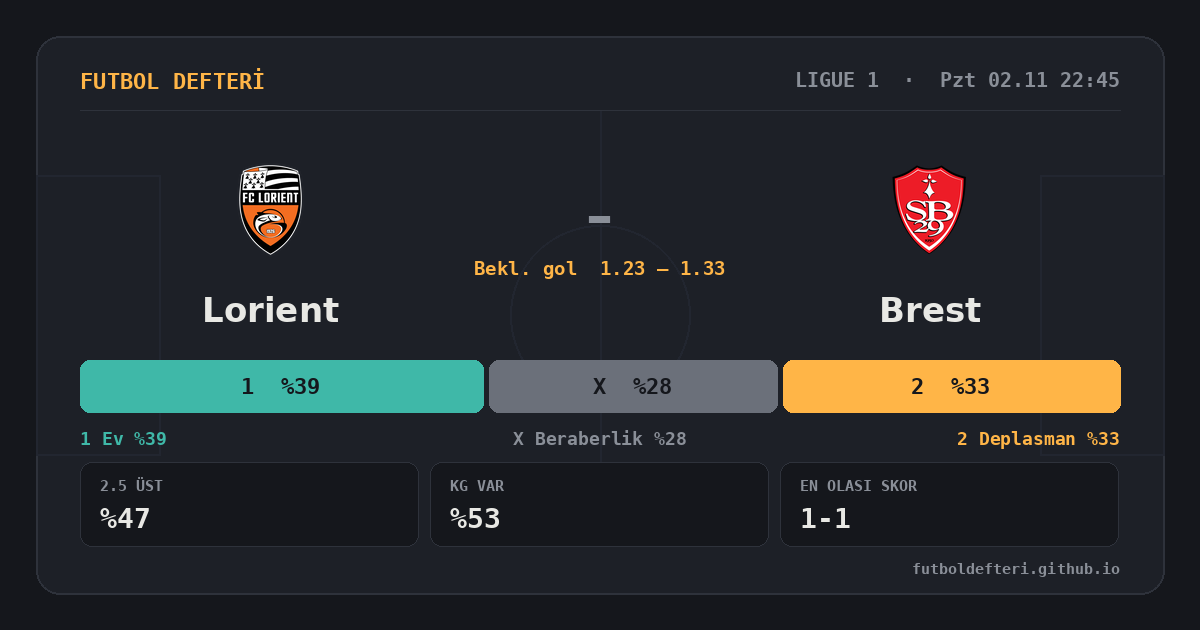 FUTBOL DEFTERİ
LIGUE 1 · Pzt 02.11 22:45
FC LORIENT
SB
29
–
Bekl. gol 1.23 – 1.33
Lorient
Brest
1 %39
X %28
2 %33
1 Ev %39
X Beraberlik %28
2 Deplasman %33
2.5 ÜST
KG VAR
EN OLASI SKOR
%47
%53
1-1
futboldefteri.github.io